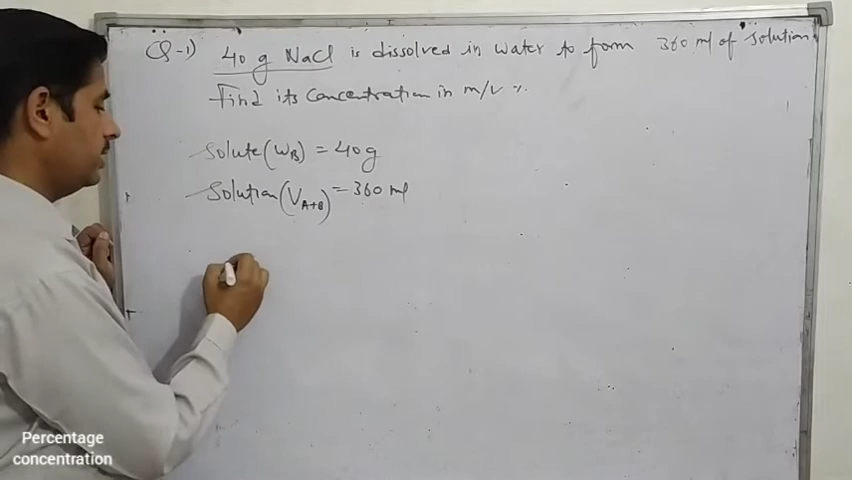 (Q-1) 40 g NaCl is dissolved in water to form 360 ml of solution.
Find its concentration in m/v %.
Solute (WB) = 40 g
Solution (VA+B) = 360 ml
Percentage
concentration